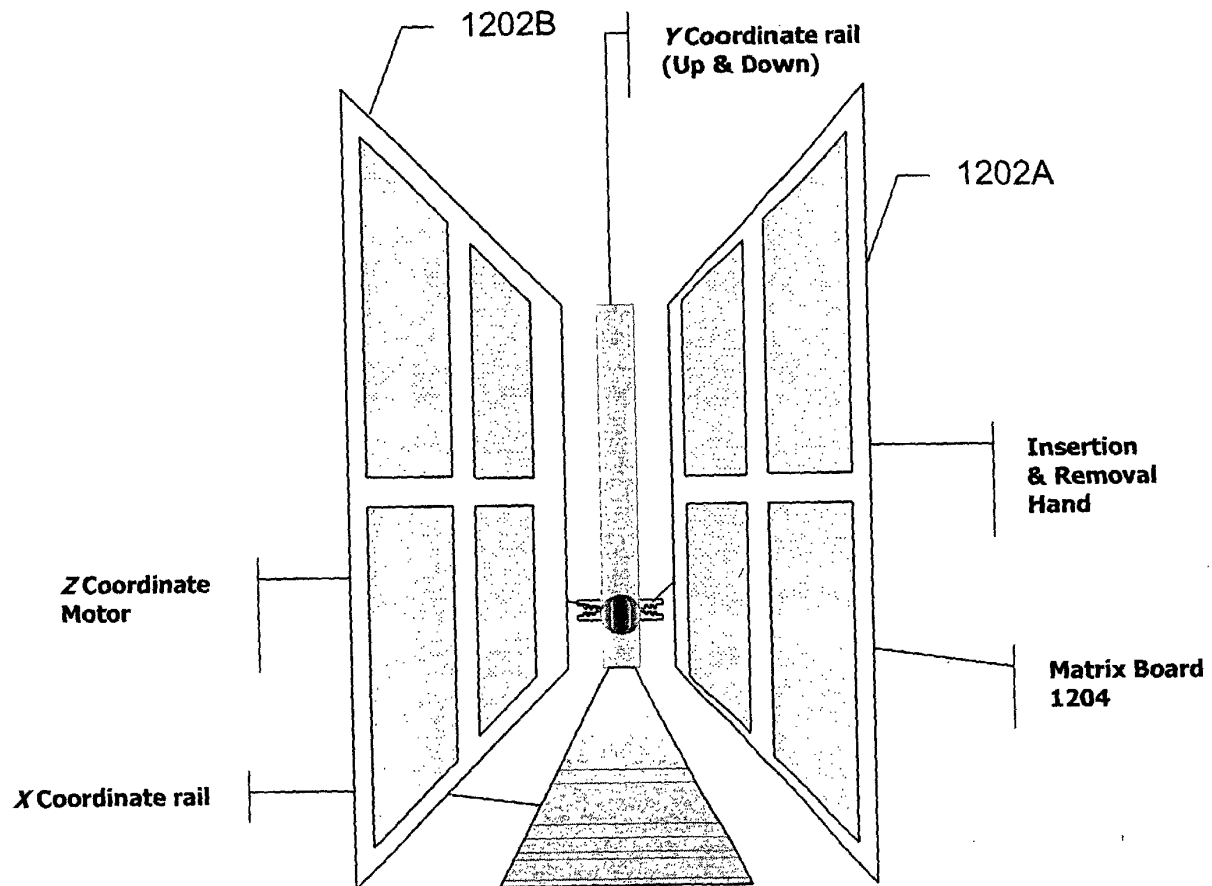 1202B
Y Coordinate rail
(Up & Down)
1202A
Insertion
& Removal
Hand
Z Coordinate
Motor
Matrix Board
1204
X Coordinate rail